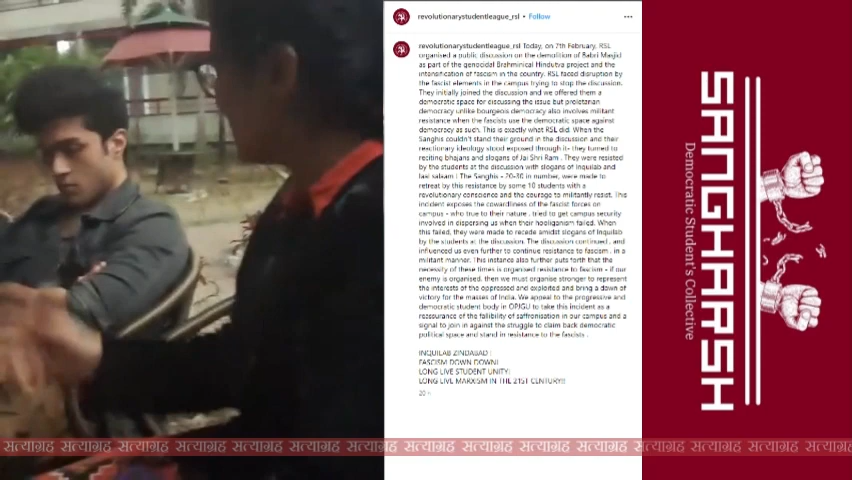 revolutionarystudentleague_rsl • Follow
revolutionarystudentleague_rsl Today, on 7th February, RSL
organised a public discussion on the demolition of Babri Masjid
as part of the genocidal Brahminical Hindutva project and the
intensification of fascism in the country. RSL faced disruption by
the fascist elements in the campus trying to stop the discussion.
They initially joined the discussion and we offered them a
democratic space for discussing the issue but proletarian
democracy unlike bourgeois democracy also involves militant
resistance when the fascists use the democratic space against
democracy as such. This is exactly what RSL did. When the
Sanghis couldn't stand their ground in the discussion and their
reactionary ideology stood exposed through it- they turned to
reciting bhajans and slogans of Jai Shri Ram . They were resisted
by the students at the discussion with slogans of Inquilab and
laal salaam ! The Sanghis - 20-30 in number, were made to
retreat by this resistance by some 10 students with a
revolutionary conscience and the courage to militantly resist. This
incident exposes the cowardliness of the fascist forces on
campus - who true to their nature , tried to get campus security
involved in dispersing us when their hooliganism failed. When
this failed, they were made to recede amidst slogans of Inquilab
by the students at the discussion. The discussion continued , and
influenced us even further to continue resistance to fascism , in a
militant manner. This instance also further puts forth that the
necessity of these times is organised resistance to fascism - if our
enemy is organised, then we must organise stronger to represent
the interests of the oppressed and exploited and bring a dawn of
victory for the masses of India. We appeal to the progressive and
democratic student body in OPJGU to take this incident as a
reassurance of the fallibility of saffronisation in our campus and a
signal to join in against the struggle to claim back democratic
political space and stand in resistance to the fascists .
INQUILAB ZINDABAD !
FASCISM DOWN DOWN!
LONG LIVE STUDENT UNITY!
LONG LIVE MARXISM IN THE 21ST CENTURY!!!
20 h
SANGHARSH
Democratic Student's Collective
सत्याग्रह सत्याग्रह सत्याग्रह सत्याग्रह सत्याग्रह सत्याग्रह सत्याग्रह सत्याग्रह सत्याग्रह सत्याग्रह सत्याग्रह सत्याग्रह